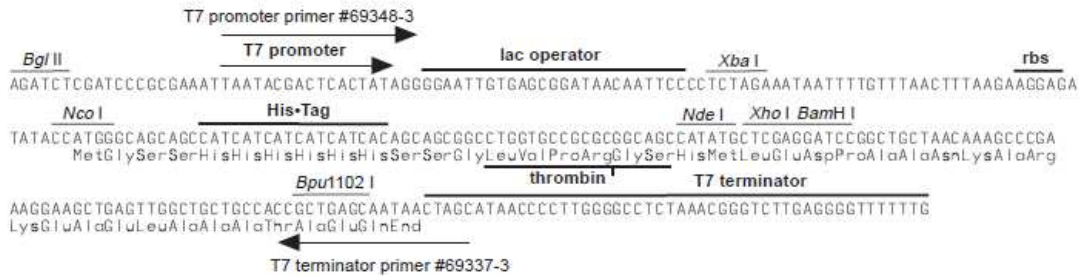 T7 promoter primer #69348-3
Bgl II T7 promoter lac operator Xba I rbs
AGATCTCGATCCCGCGAAATTAATACGACTCACTATAGGGGAATTGTGAGCGGATAACAATTCCCCTCTAGAAATAATTTTGTTTAACTTTAAGAAGGAGA
Nco I His•Tag Nde I Xho I BamH I
TATACCATGGGCAGCAGCCATCATCATCATCATCACAGCAGCGGCCTGGTGCCGCGCGGCAGCCATATGCTCGAGGATCCGGCTGCTAACAAAGCCCGA
MetGlySerSerHisHisHisHisHisHisSerSerGlyLeuValProArgGlySerHisMetLeuGluAspProAlaAlaAsnLysAlaArg
Bpu1102 I thrombin T7 terminator
AAGGAAGCTGAGTTGGCTGCTGCCACCGCTGAGCAATAACTAGCATAACCCCTTGGGGCCTCTAAACGGGTCTTGAGGGGTTTTTTG
LysGluAlaGluLeuAlaAlaAlaThrAlaGluGlnEnd
T7 terminator primer #69337-3